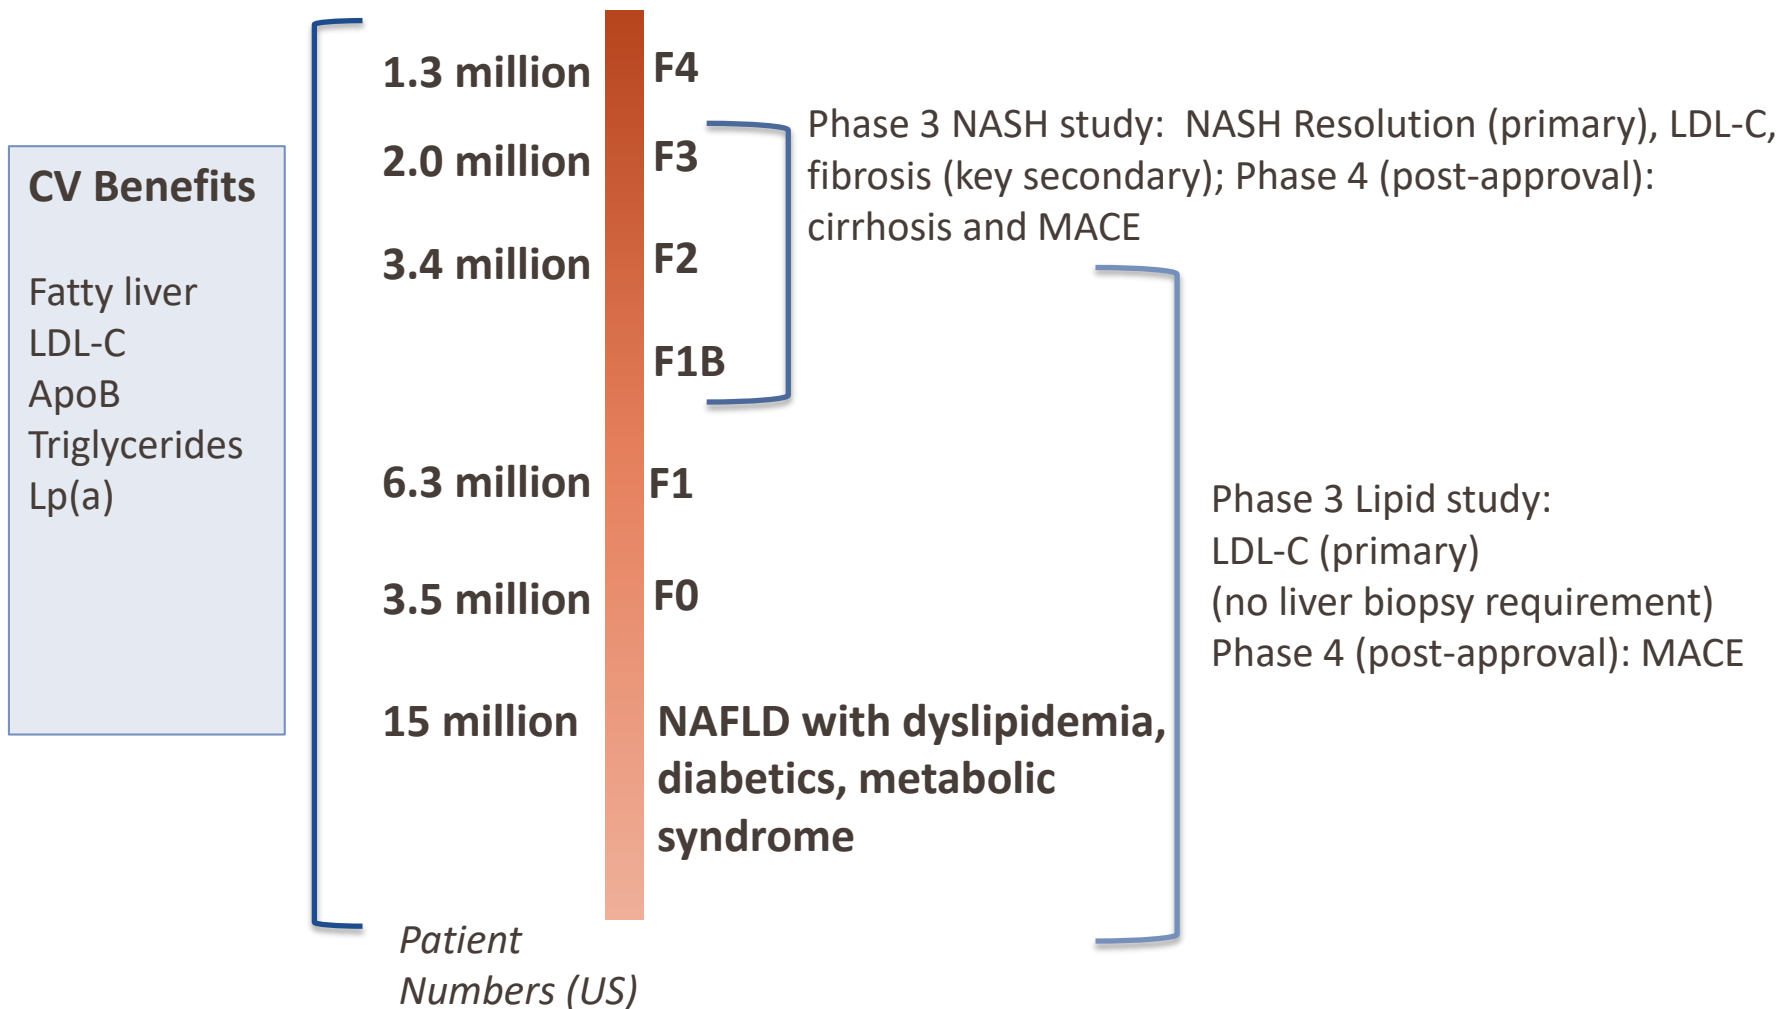 CV Benefits
Fatty liver
LDL-C
ApoB
Triglycerides
Lp(a)
1.3 million F4
2.0 million F3
3.4 million F2
F1B
6.3 million F1
3.5 million F0
15 million NAFLD with dyslipidemia,
diabetics, metabolic
syndrome
Patient
Numbers (US)
Phase 3 NASH study:  NASH Resolution (primary), LDL-C,
fibrosis (key secondary); Phase 4 (post-approval):
cirrhosis and MACE
Phase 3 Lipid study:
LDL-C (primary)
(no liver biopsy requirement)
Phase 4 (post-approval): MACE